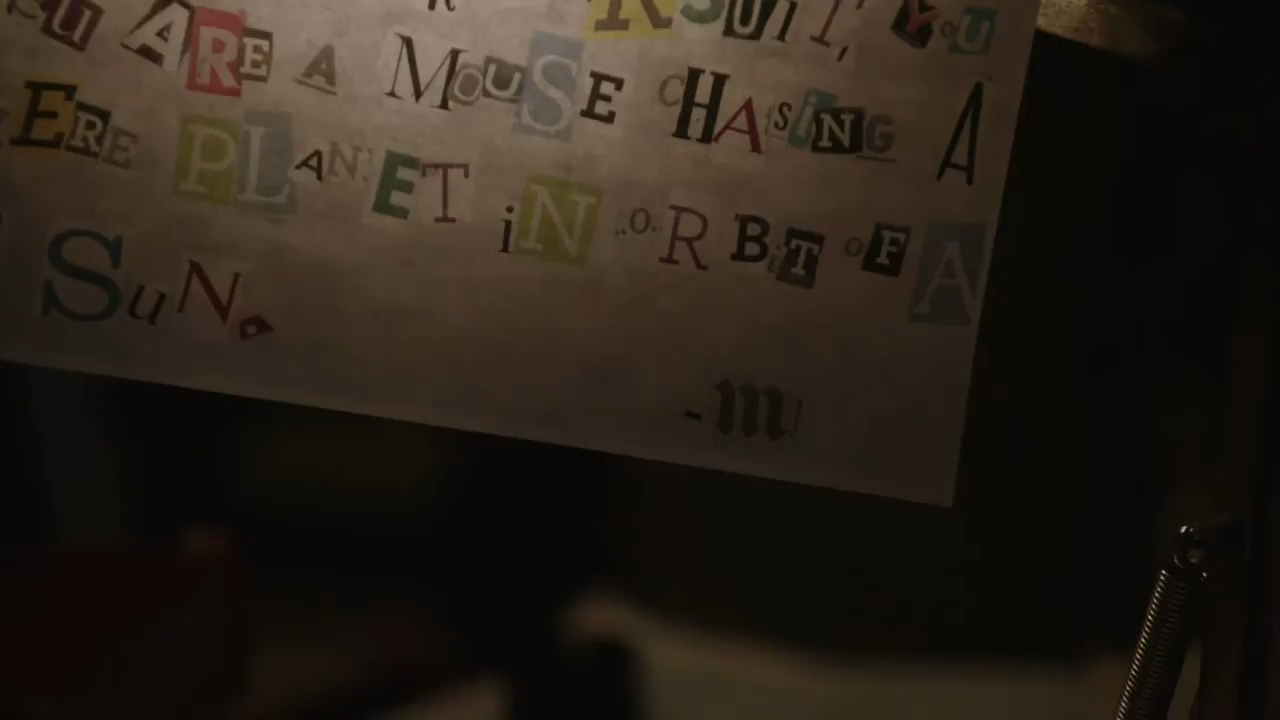 RSUIT, YOU
ARE A MOUSE CHASING A
ERE PLANET iN ORBiT OF A
SuN.
-m